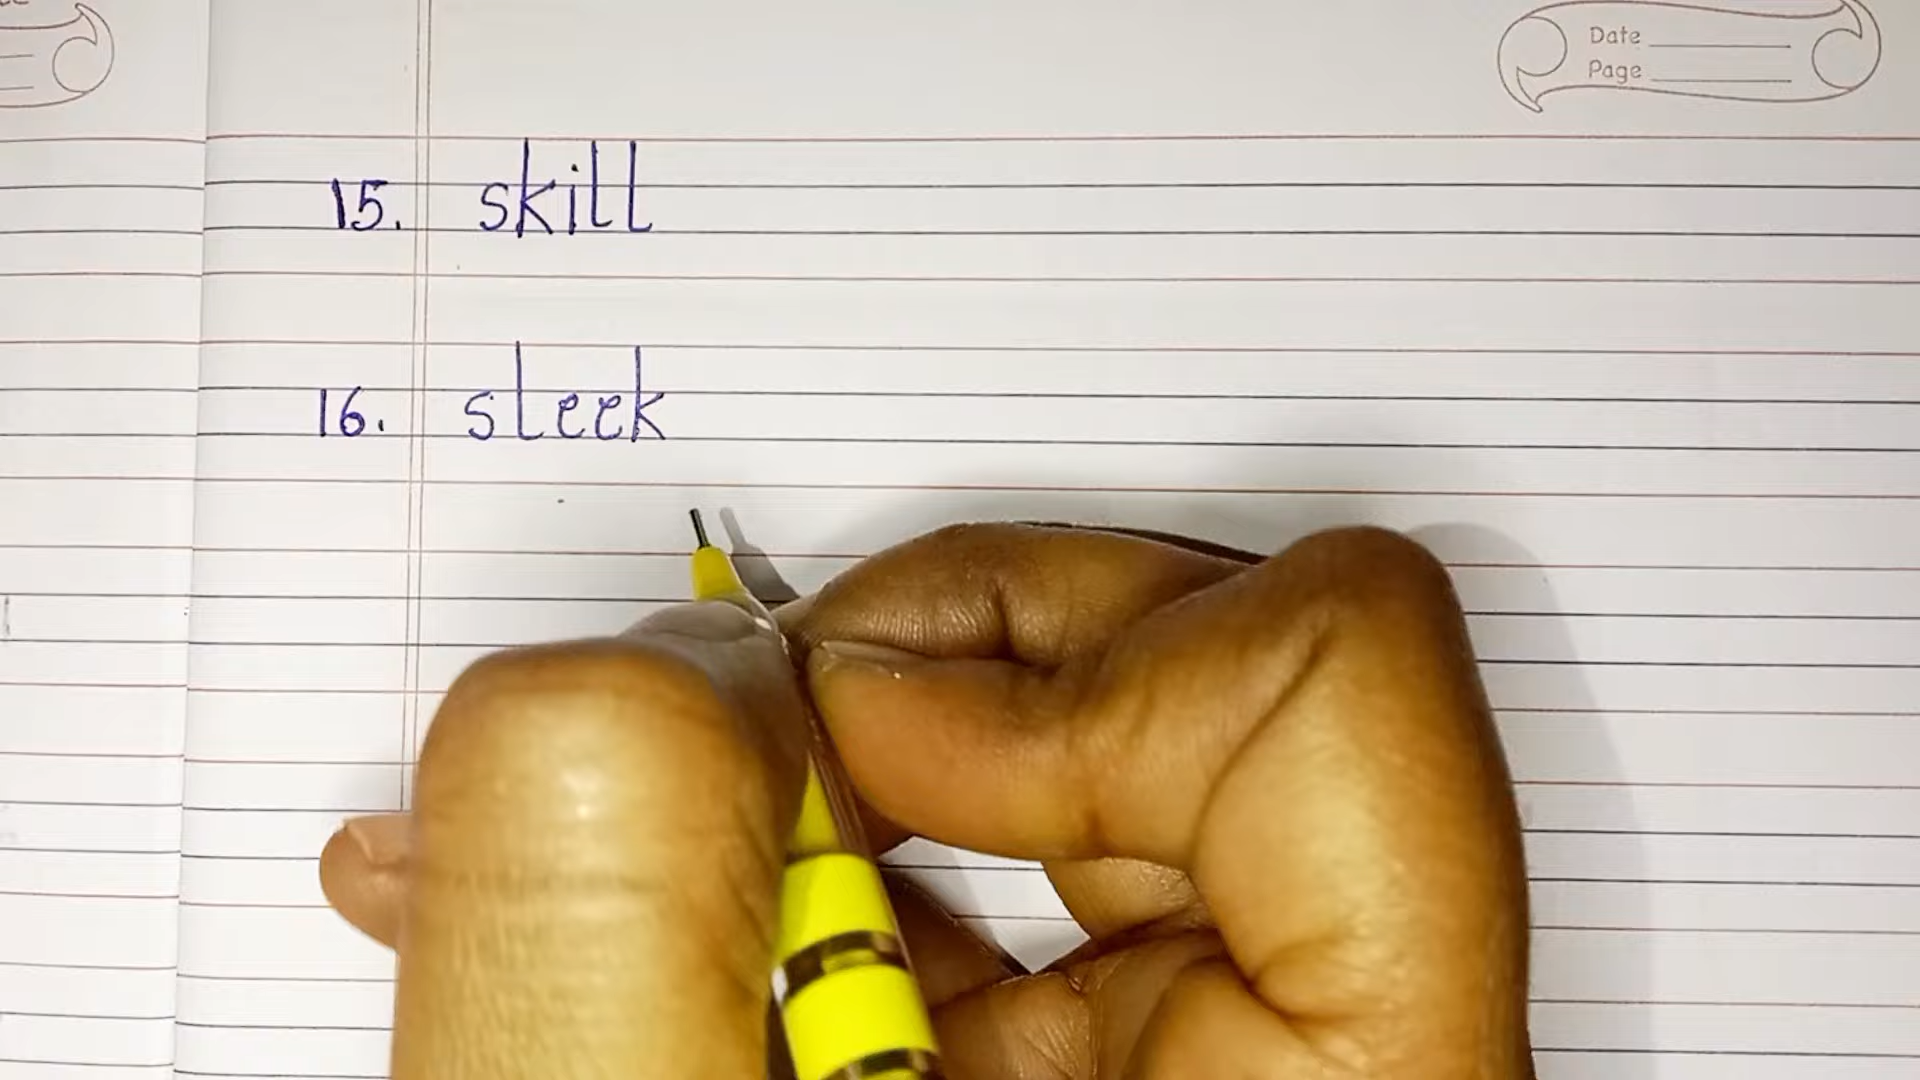 Date
Page
15. skill
16. sleek